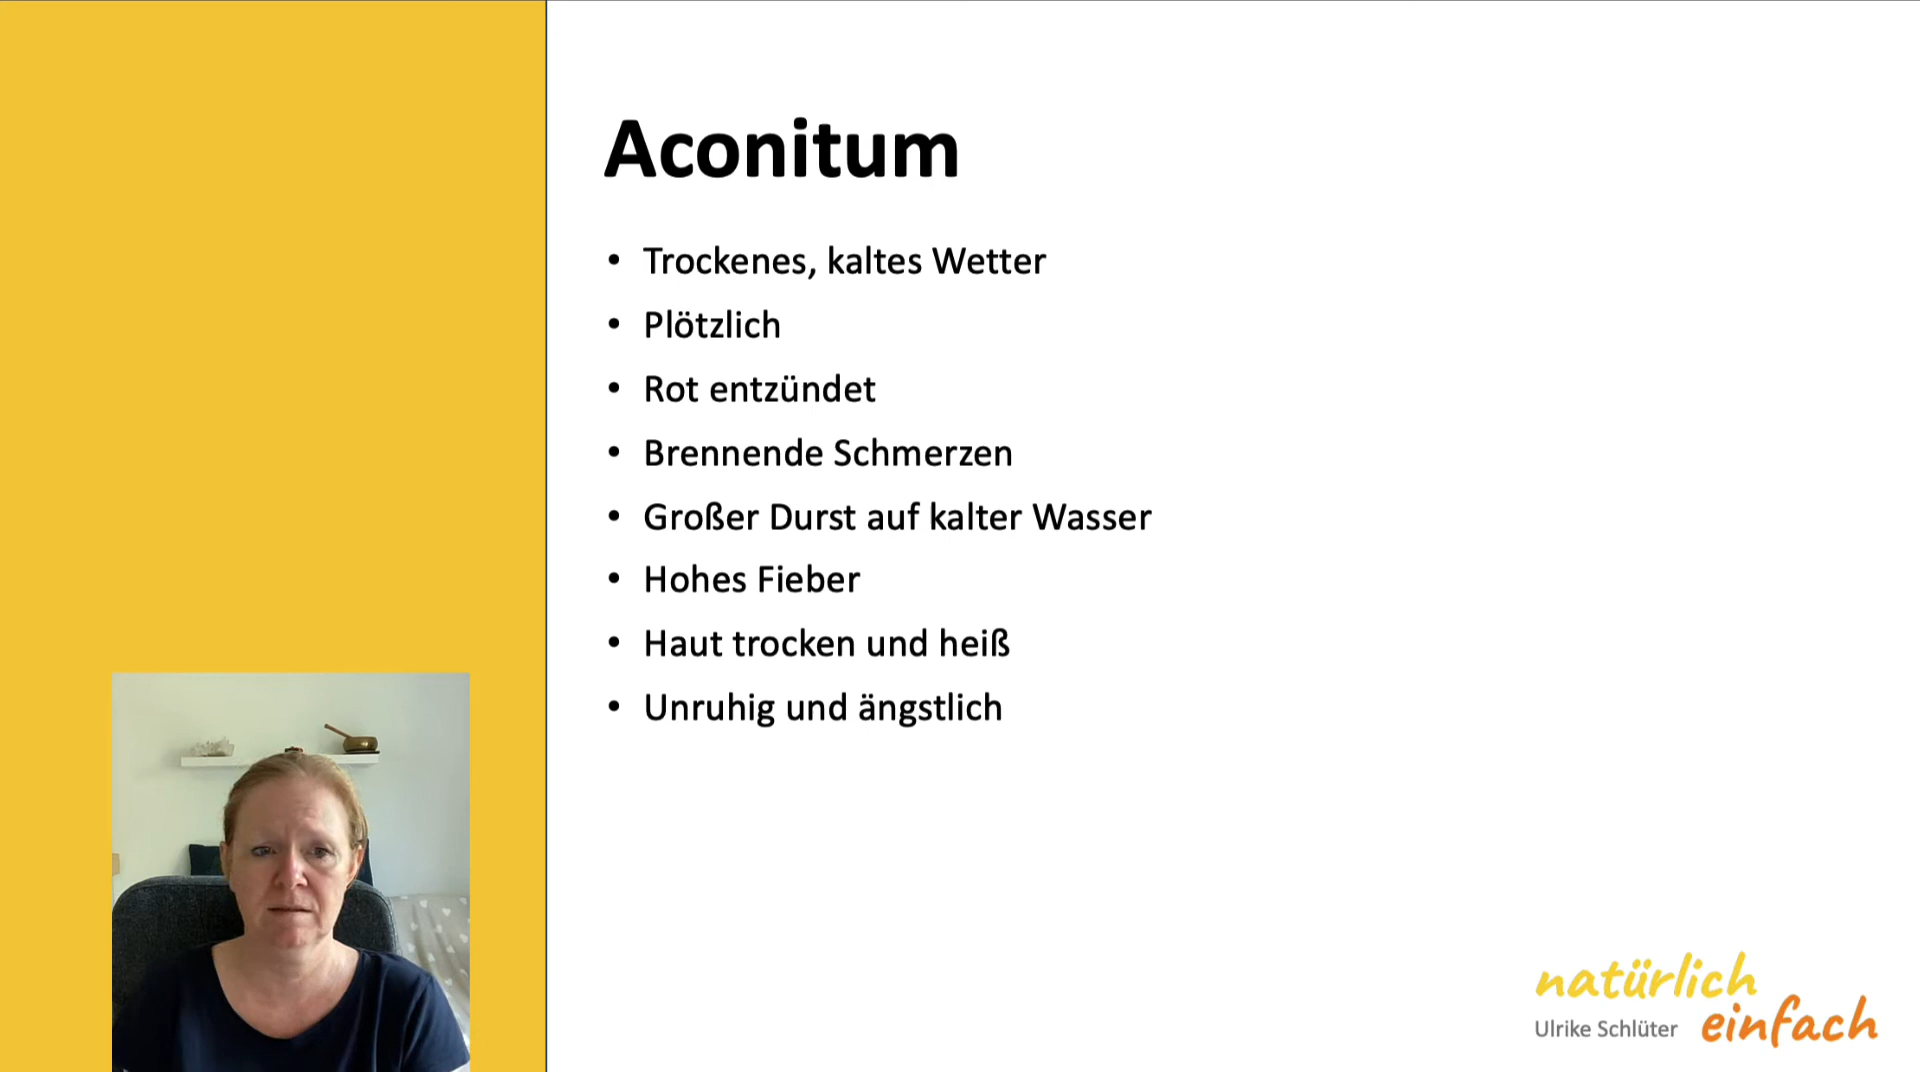 Aconitum
• Trockenes, kaltes Wetter
• Plötzlich
• Rot entzündet
• Brennende Schmerzen
• Großer Durst auf kalter Wasser
• Hohes Fieber
• Haut trocken und heiß
• Unruhig und ängstlich
natürlich
Ulrike Schlüter einfach